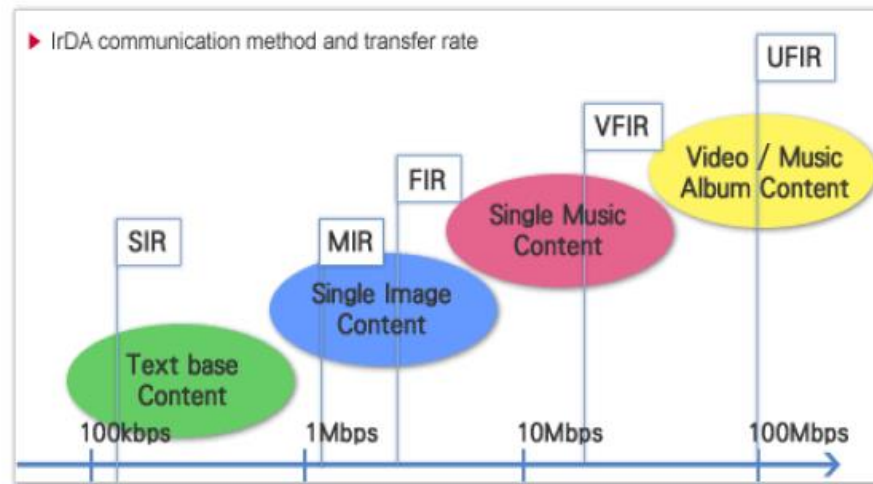 IrDA communication method and transfer rate
UFIR
VFIR
Video / Music
Album Content
FIR
Single Music
Content
SIR
MIR
Single Image
Content
Text base
Content
100kbps
1Mbps
10Mbps
100Mbps